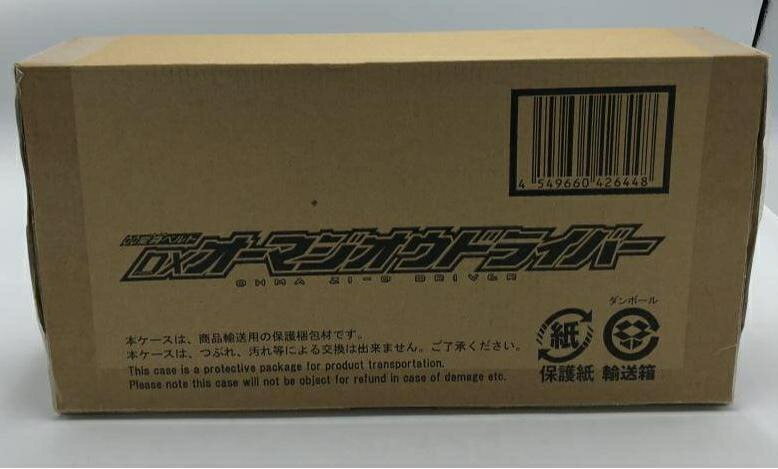 4 549660 426448
変身ベルト
DXオーマジオウドライバー
OHMA ZI-O DRIVER
本ケースは、商品輸送用の保護梱包材です。
本ケースは、つぶれ、汚れ等による交換は出来ません。ご了承ください。
This case is a protective package for product transportation.
Please note this case will not be object for refund in case of damage etc.
ダンボール
紙
保護紙 輸送箱